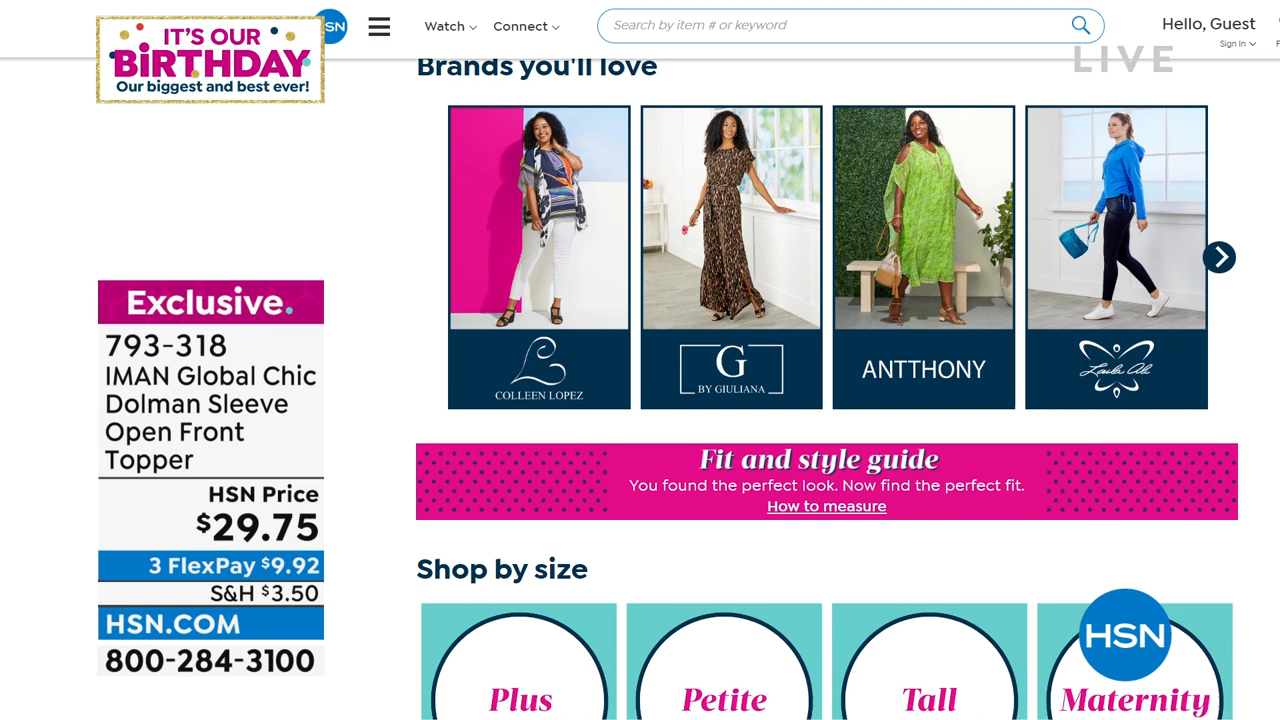 IT'S OUR
BiRTHDAY
Our biggest and best ever!
SN
Watch
Connect
Search by item # or keyword
Hello, Guest
Sign In
LIVE
Brands you'll love
COLLEEN LOPEZ
G
BY GIULIANA
ANTTHONY
Laila Ali
Exclusive.
793-318
IMAN Global Chic
Dolman Sleeve
Open Front
Topper
HSN Price
$29.75
3 FlexPay $9.92
S&H $3.50
HSN.COM
800-284-3100
Fit and style guide
You found the perfect look. Now find the perfect fit.
How to measure
Shop by size
HSN
Plus
Petite
Tall
Maternity